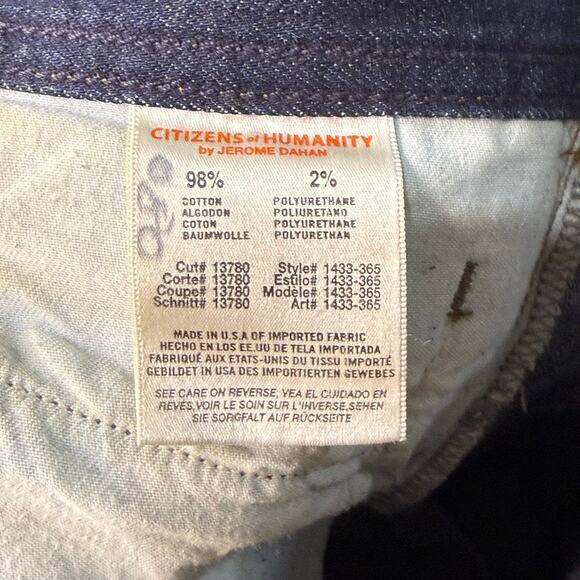 CITIZENS of HUMANITY
by JEROME DAHAN
98% 2%
COTTON POLYURETHANE
ALGODON POLIURETANO
COTON POLYURETHANE
BAUMWOLLE POLYURETHAN
Cut# 13780 Style# 1433-365
Corte# 13780 Estilo# 1433-365
Coupe# 13780 Modèle# 1433-365
Schnitt# 13780 Art# 1433-365
MADE IN U.S.A OF IMPORTED FABRIC
HECHO EN LOS EE.UU DE TELA IMPORTADA
FABRIQUÉ AUX ETATS-UNIS DU TISSU IMPORTÉ
GEBILDET IN USA DES IMPORTIERTEN GEWEBES
SEE CARE ON REVERSE, VEA EL CUIDADO EN
REVÉS,VOIR LE SOIN SUR L'INVERSE,SEHEN
SIE SORGFALT AUF RÜCKSEITE